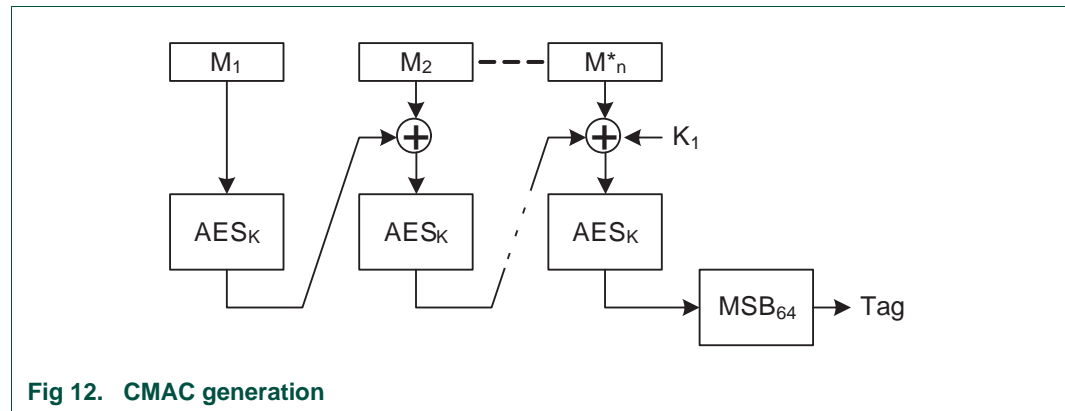 M1 M2 M*n
K1
AESK AESK AESK
MSB64 Tag
Fig 12. CMAC generation